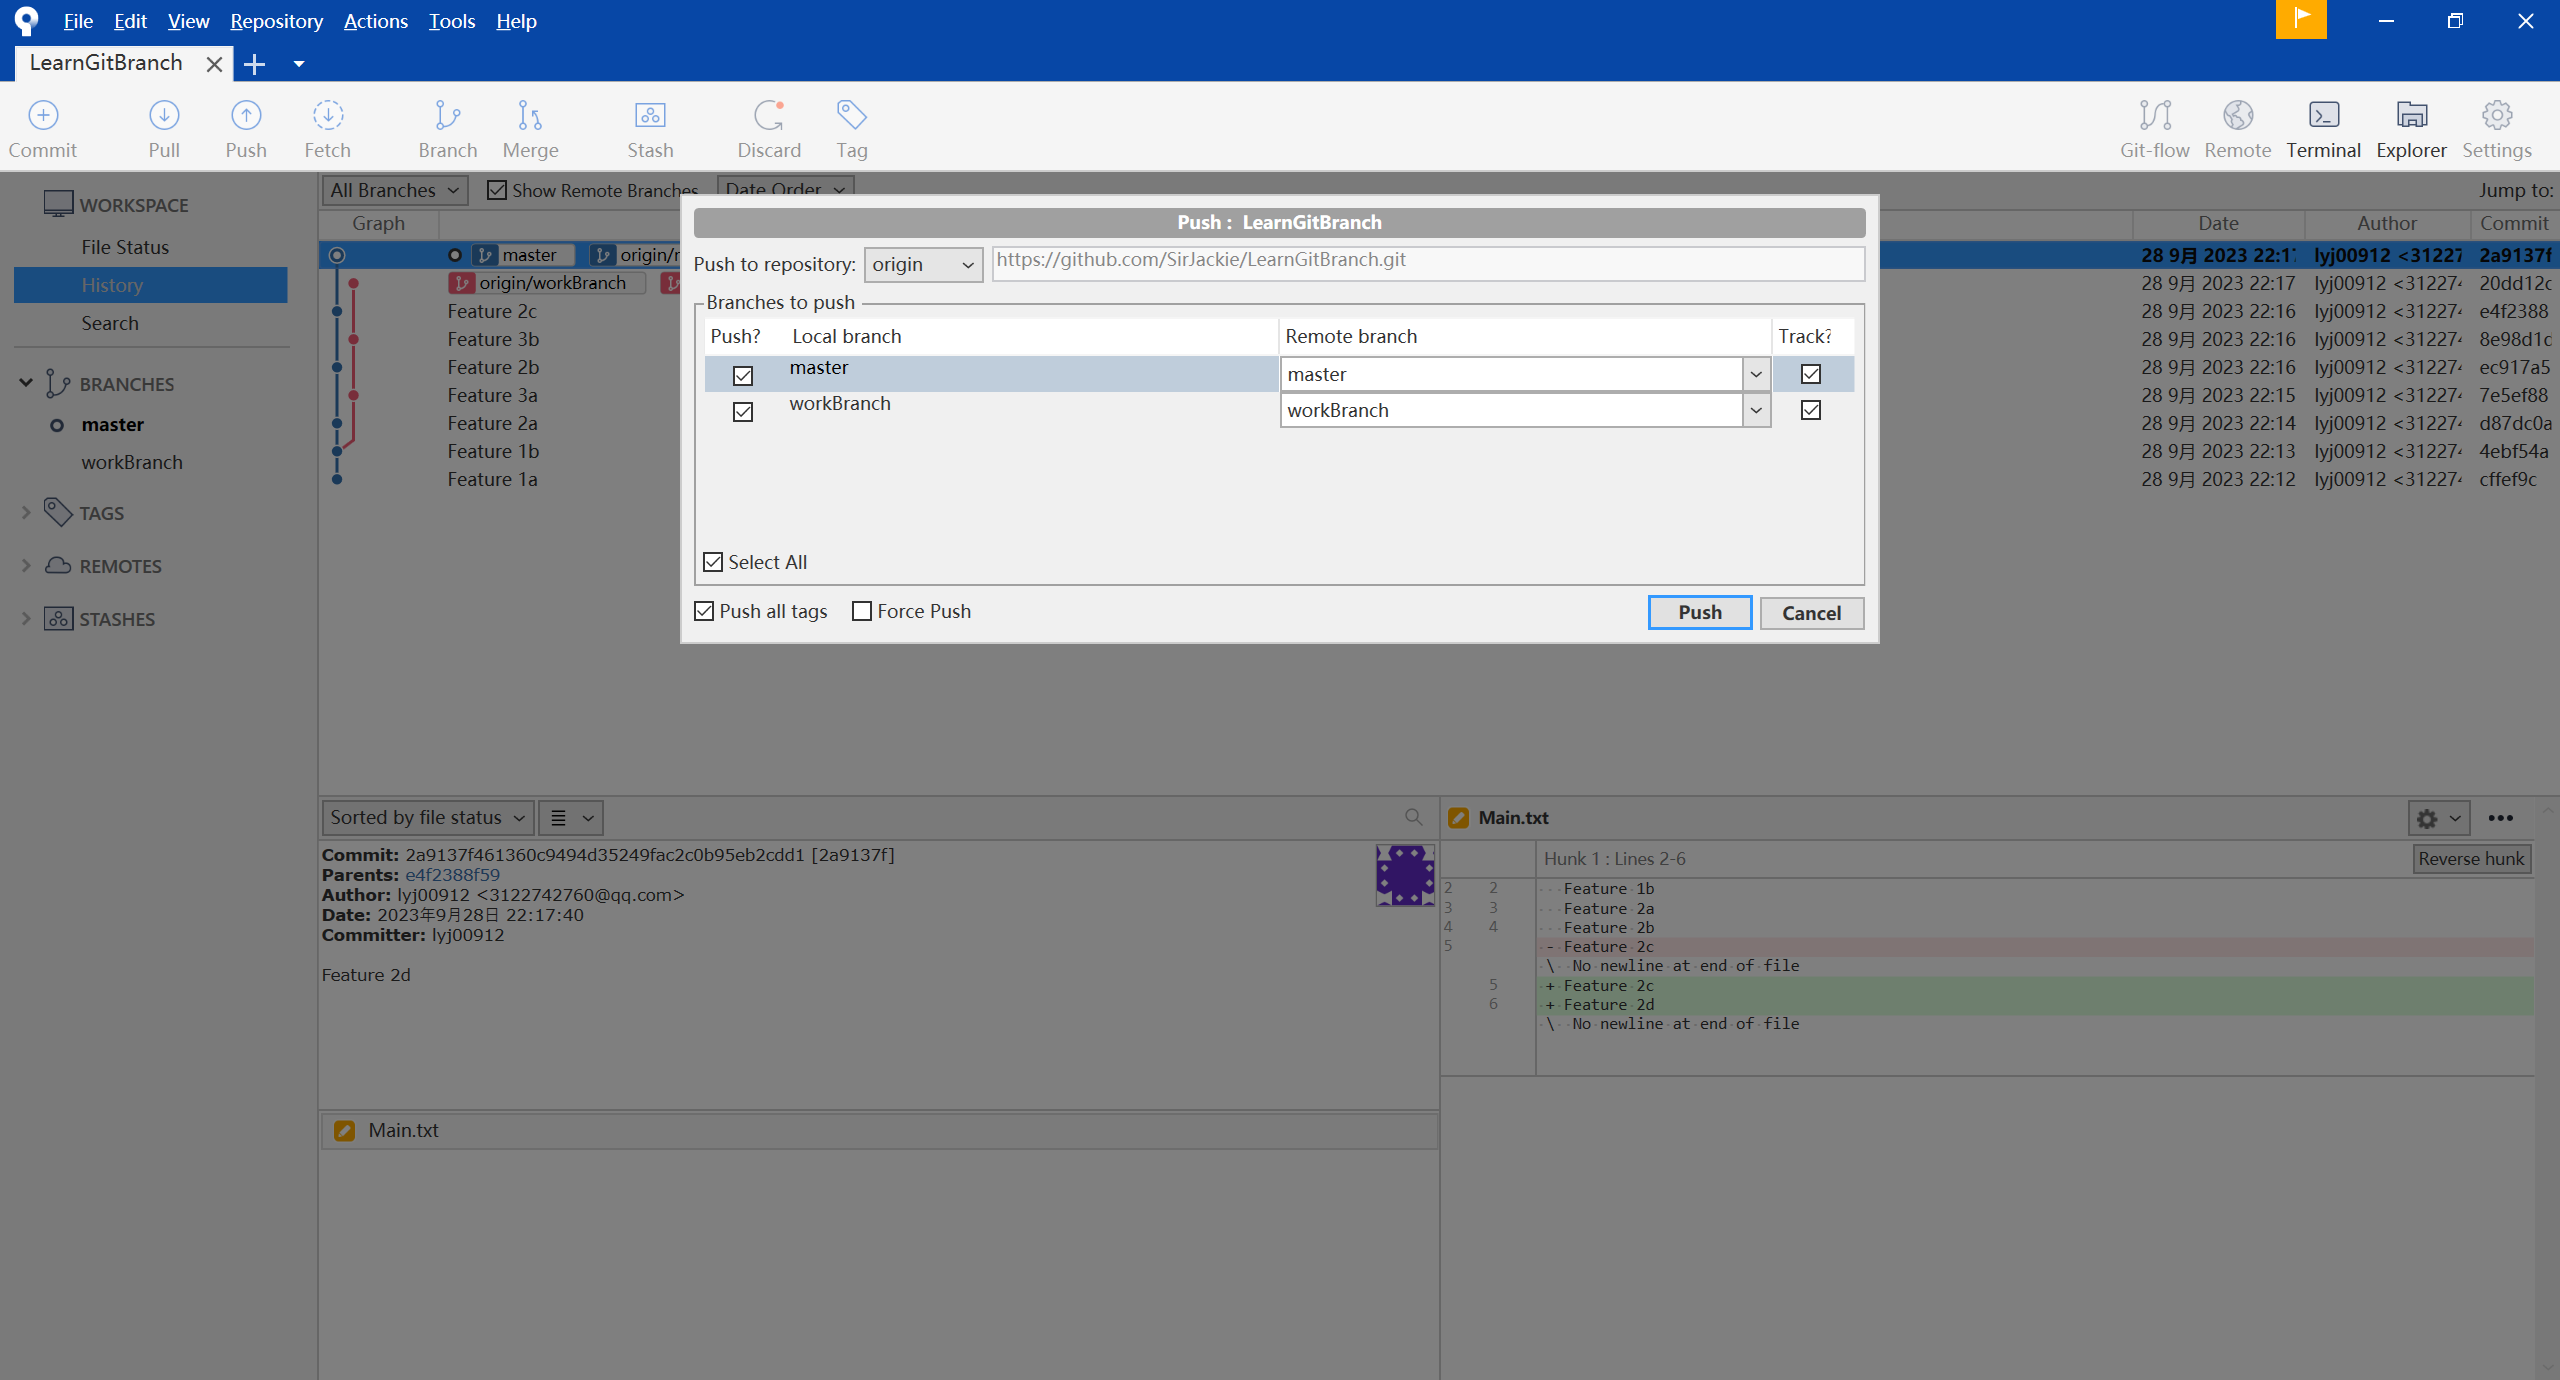 File Edit View Repository Actions Tools Help
LearnGitBranch
Commit Pull Push Fetch Branch Merge Stash Discard Tag Git-flow Remote Terminal Explorer Settings
WORKSPACE
File Status
History
Search
BRANCHES
master
workBranch
TAGS
REMOTES
STASHES
All Branches Show Remote Branches Date Order Jump to:
Graph Date Author Commit
master 28 9月 2023 22:17 lyj00912 <31227 2a9137f
origin/workBranch 28 9月 2023 22:17 lyj00912 <31227 20dd12c
Feature 2c 28 9月 2023 22:16 lyj00912 <31227 e4f2388
Feature 3b 28 9月 2023 22:16 lyj00912 <31227 8e98d1c
Feature 2b 28 9月 2023 22:16 lyj00912 <31227 ec917a5
Feature 3a 28 9月 2023 22:15 lyj00912 <31227 7e5ef88
Feature 2a 28 9月 2023 22:14 lyj00912 <31227 d87dc0a
Feature 1b 28 9月 2023 22:13 lyj00912 <31227 4ebf54a
Feature 1a 28 9月 2023 22:12 lyj00912 <31227 cffef9c
Push : LearnGitBranch
Push to repository: origin https://github.com/SirJackie/LearnGitBranch.git
Branches to push
Push? Local branch Remote branch Track?
master master
workBranch workBranch
Select All
Push all tags Force Push Push Cancel
Sorted by file status
Commit: 2a9137f461360c9494d35249fac2c0b95eb2cdd1 [2a9137f]
Parents: e4f2388f59
Author: lyj00912 <3122742760@qq.com>
Date: 2023年9月28日 22:17:40
Committer: lyj00912
Feature 2d
Main.txt
Main.txt
Hunk 1 : Lines 2-6 Reverse hunk
2 2 Feature 1b
3 3 Feature 2a
4 4 Feature 2b
5 - Feature 2c
\ No newline at end of file
5 + Feature 2c
6 + Feature 2d
\ No newline at end of file